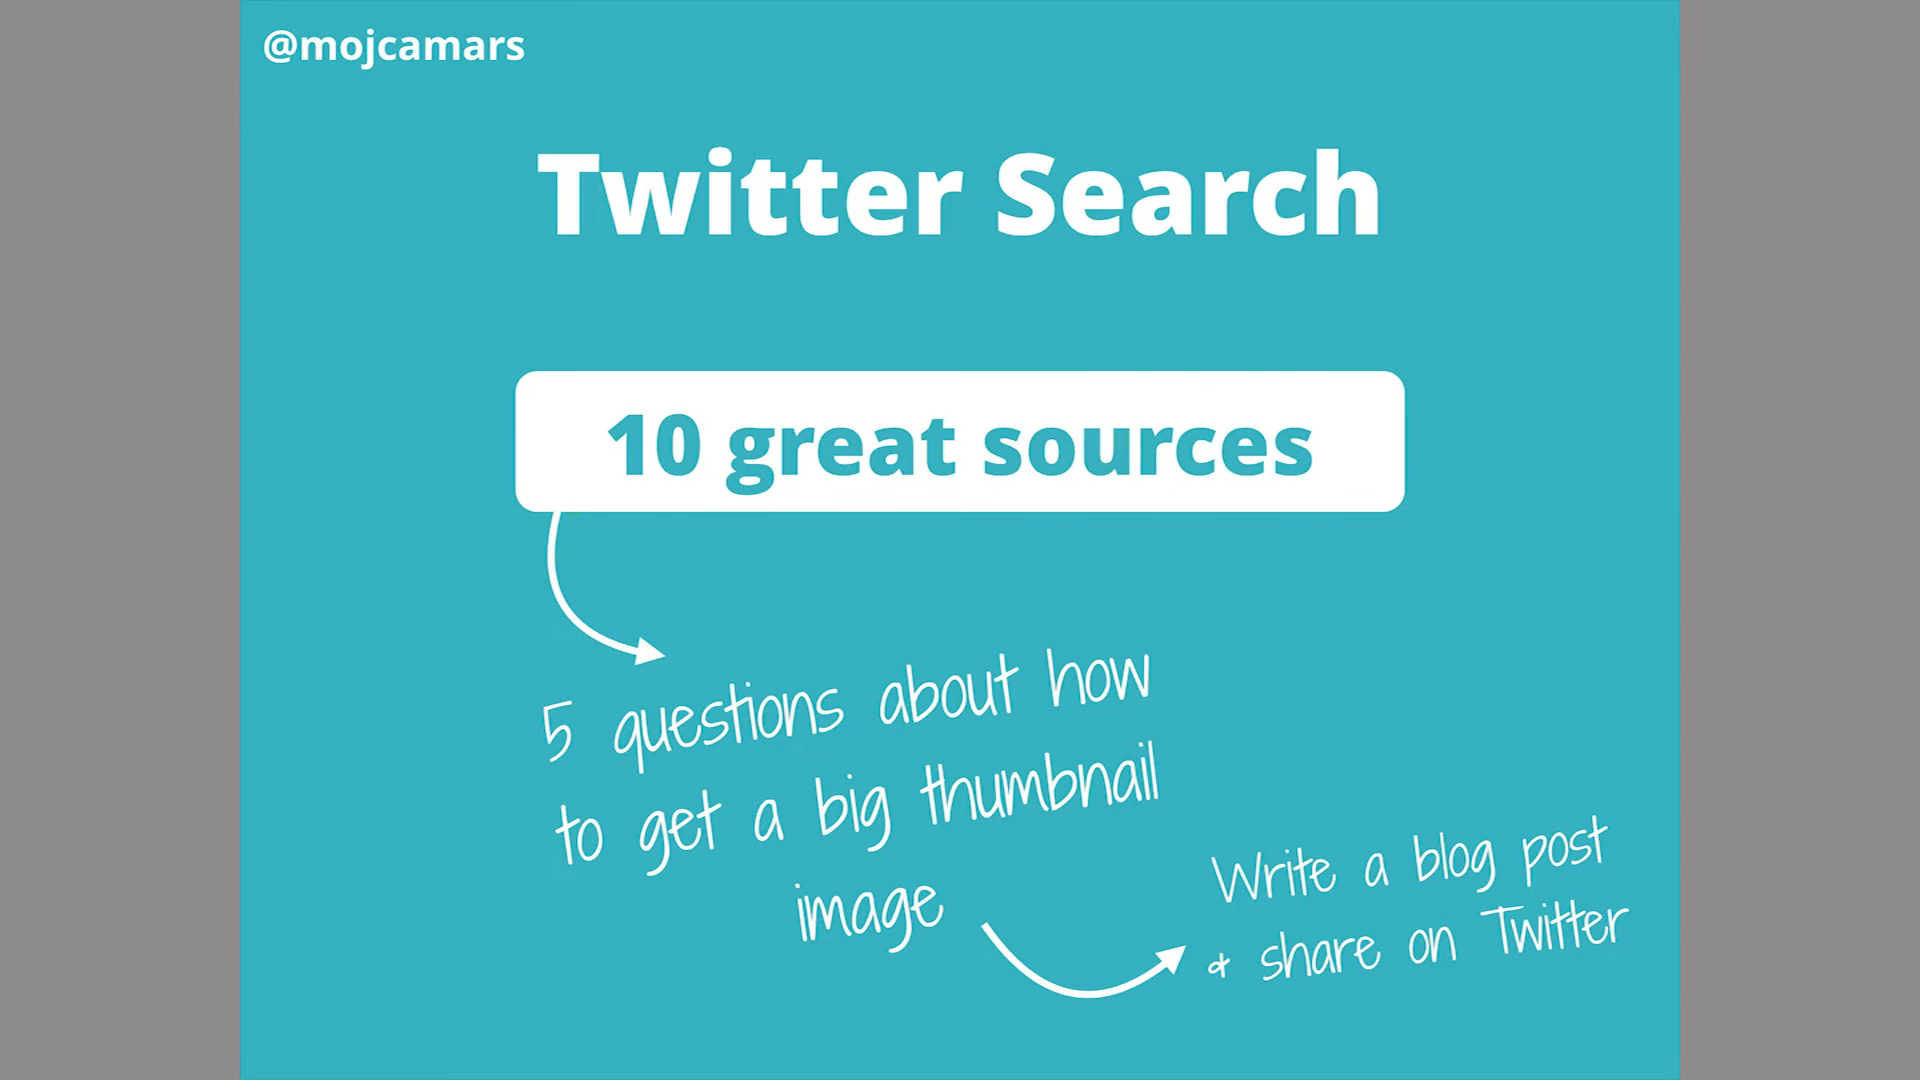 @mojcamars
Twitter Search
10 great sources
5 questions about how
to get a big thumbnail
image
Write a blog post
& share on Twitter